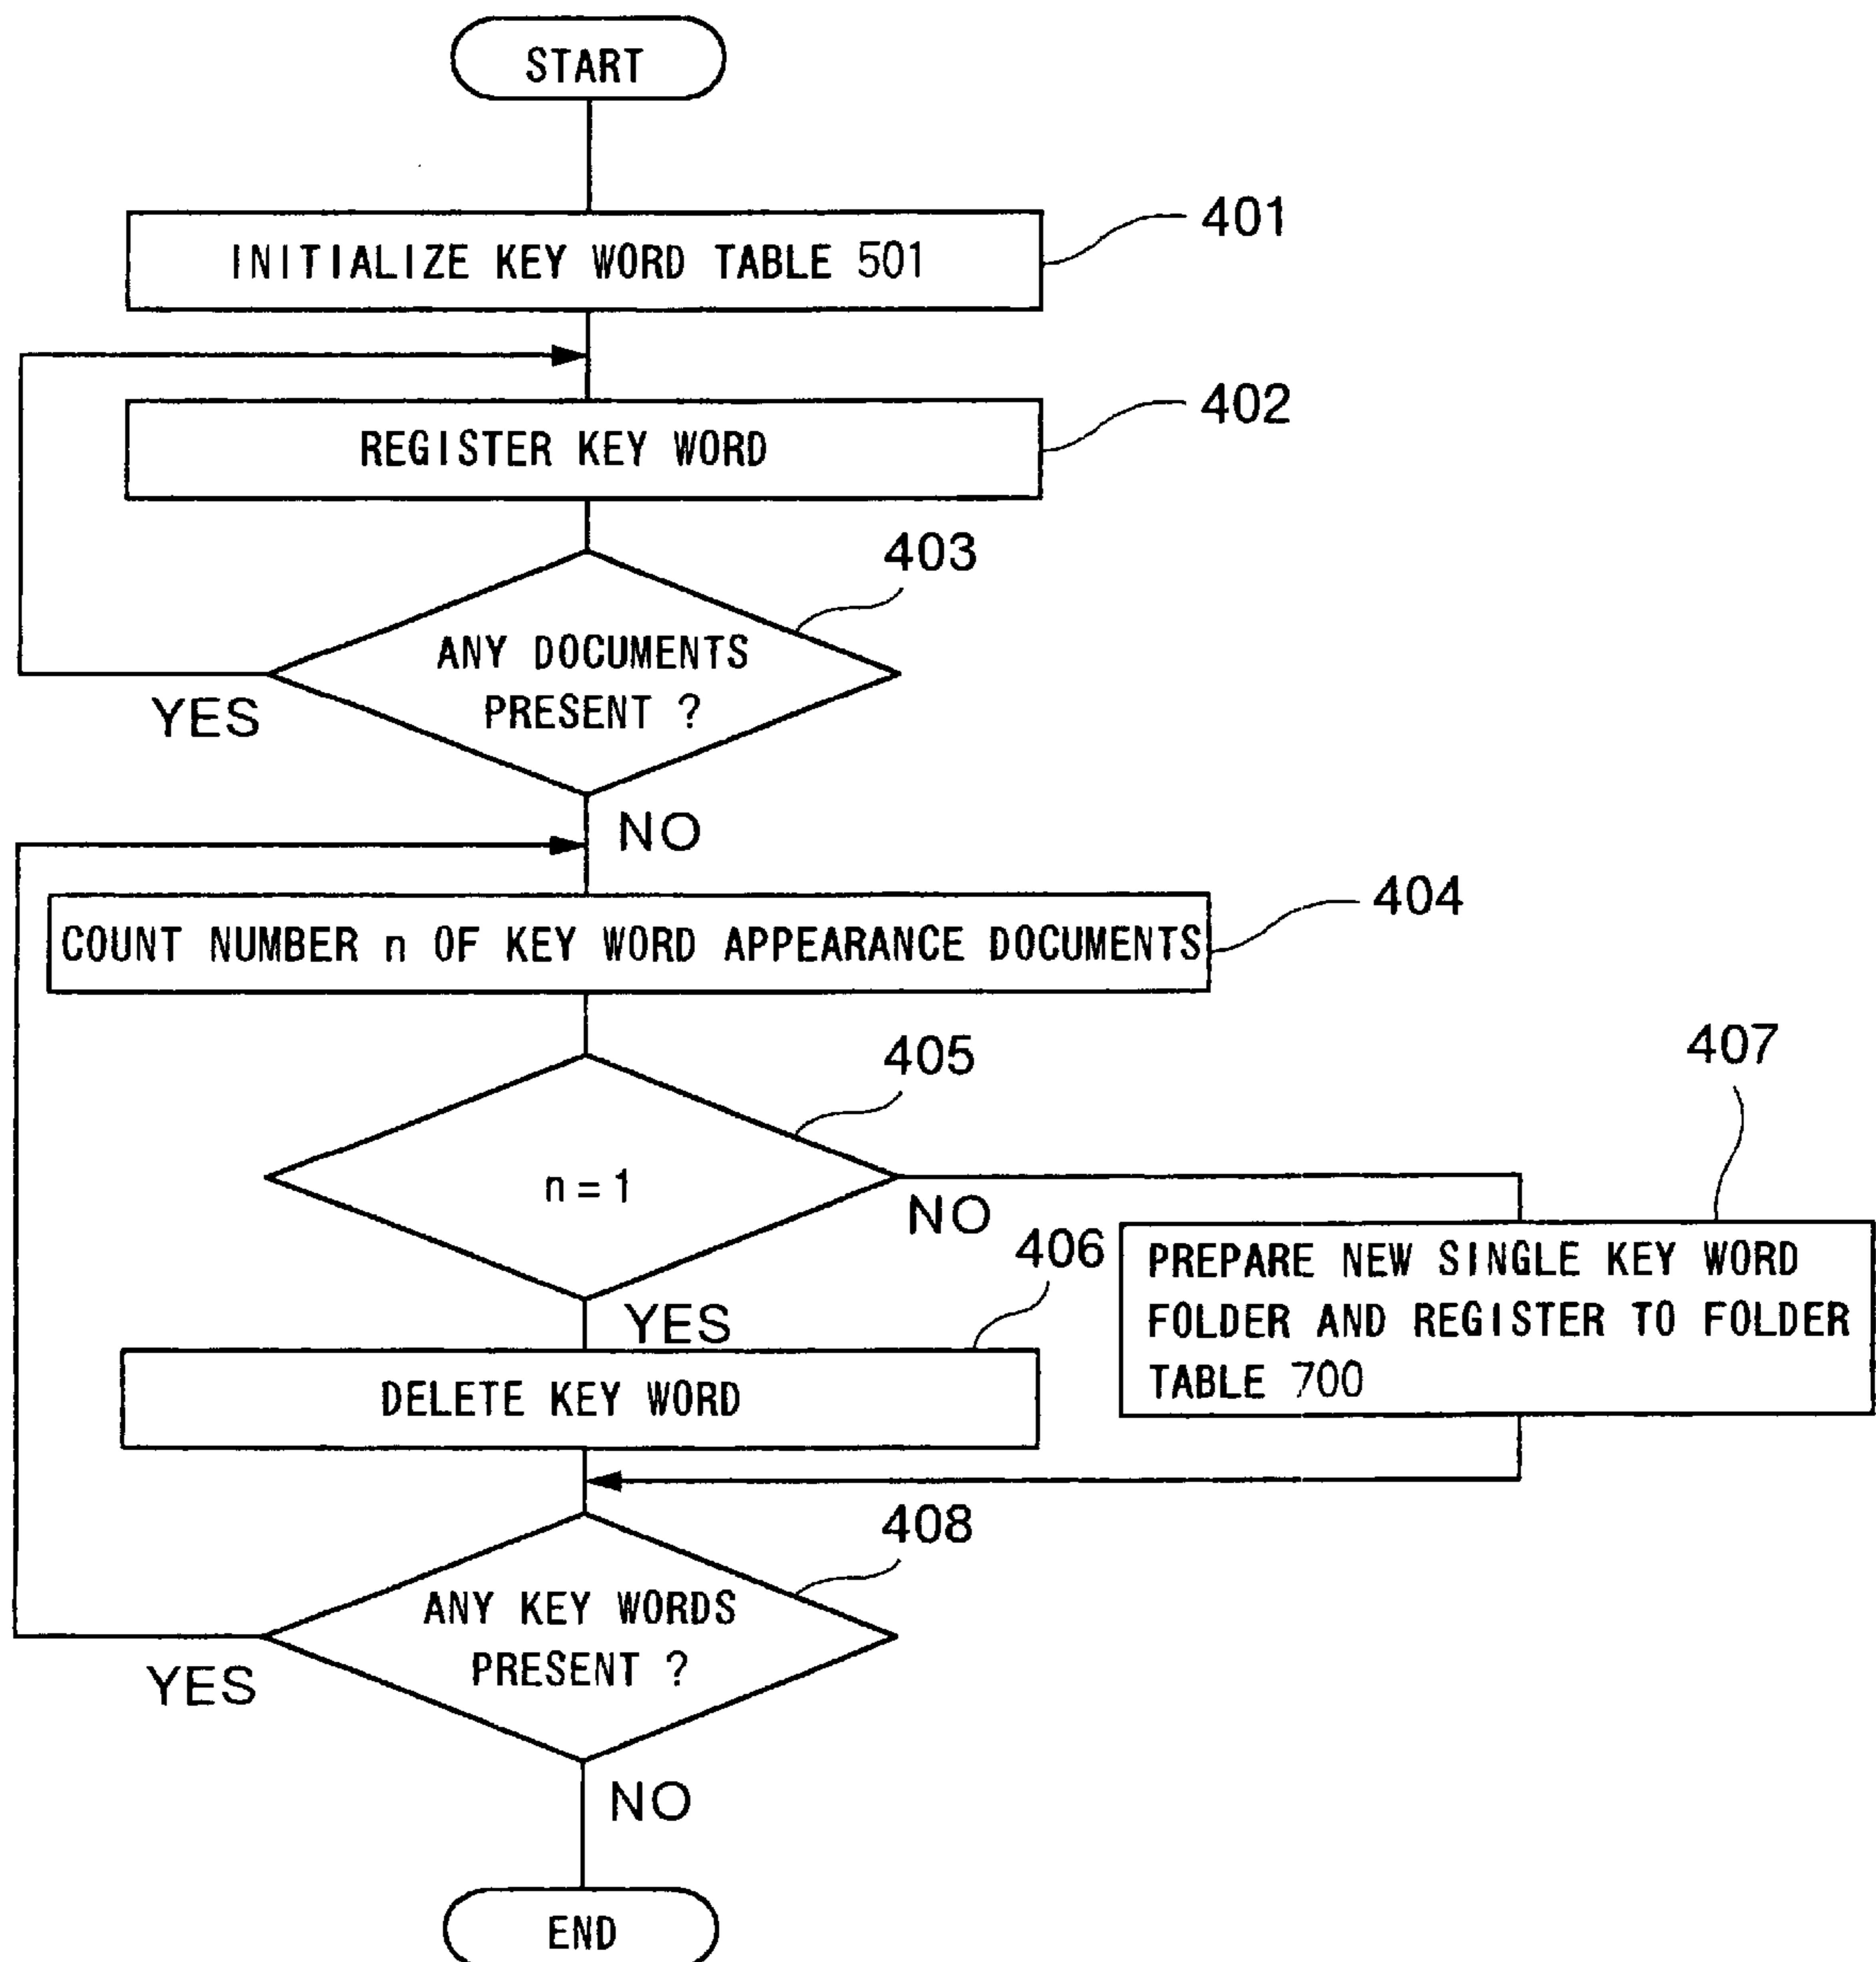 START
INITIALIZE KEY WORD TABLE 501
401
REGISTER KEY WORD
402
403
ANY DOCUMENTS
PRESENT ?
YES
NO
COUNT NUMBER n OF KEY WORD APPEARANCE DOCUMENTS
404
405
n = 1
NO
YES
407
PREPARE NEW SINGLE KEY WORD
FOLDER AND REGISTER TO FOLDER
TABLE 700
406
DELETE KEY WORD
408
ANY KEY WORDS
PRESENT ?
YES
NO
END